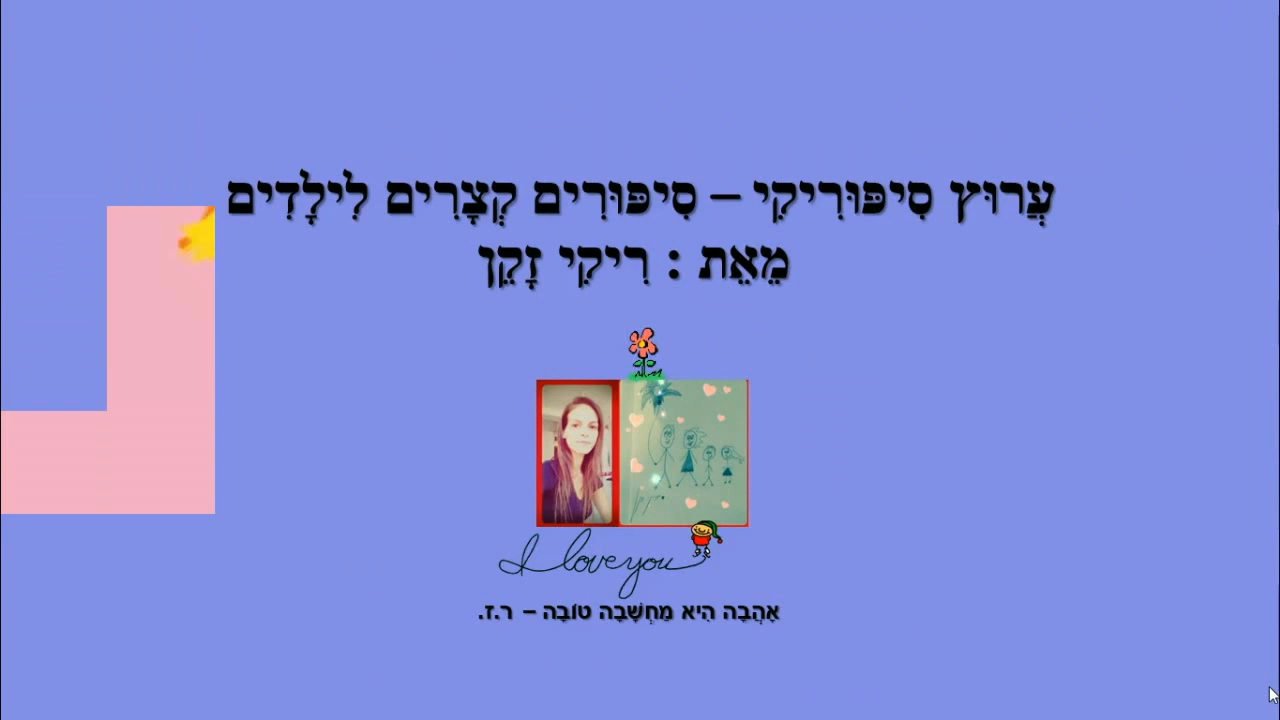 עֲרוּץ סִיפּוּרִיקִי – סִיפּוּרִים קְצָרִים לִילָדִים
מֵאֵת : רִיקִי זָקֵן
I love you
אַהֲבָה הִיא מַחְשָׁבָה טוֹבָה – ר.ז.